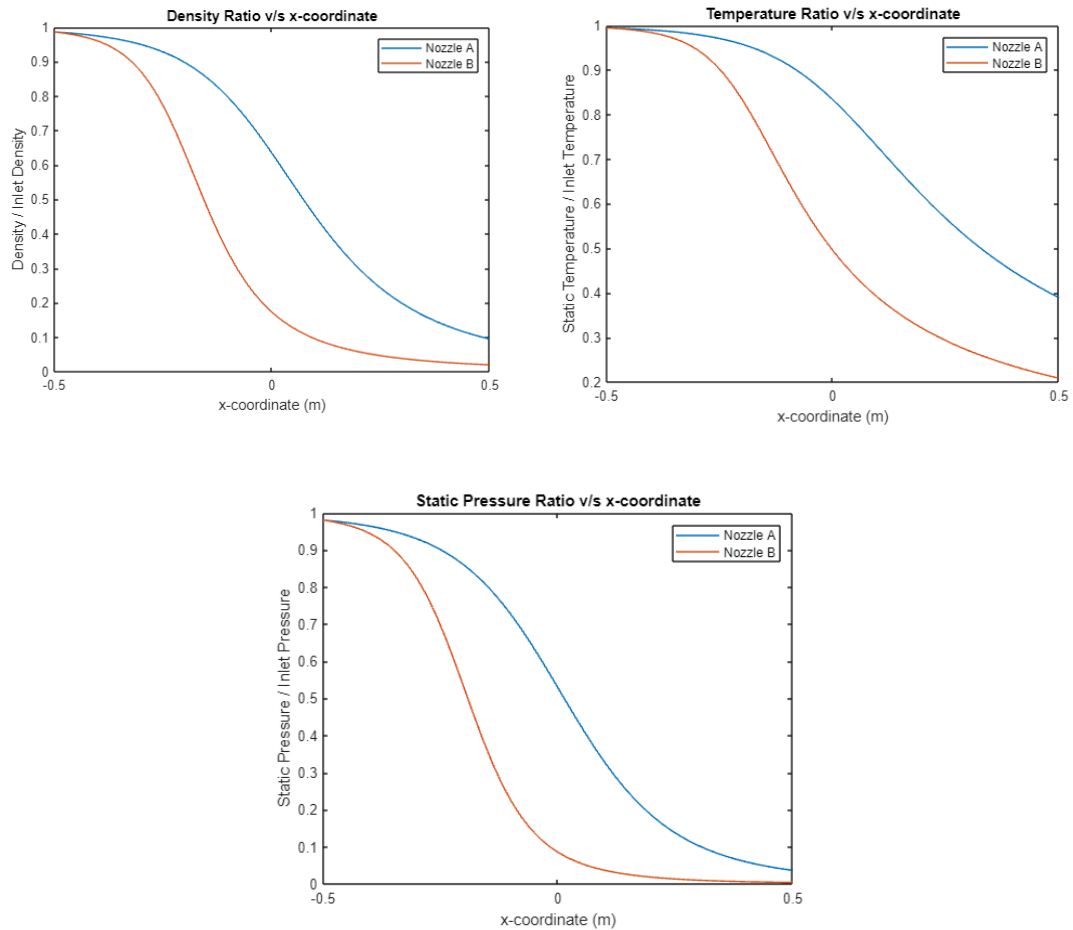 Density Ratio v/s x-coordinate
1
0.9
0.8
0.7
0.6
0.5
0.4
0.3
0.2
0.1
0
-0.5
0
0.5
Density / Inlet Density
x-coordinate (m)
Nozzle A
Nozzle B
Temperature Ratio v/s x-coordinate
1
0.9
0.8
0.7
0.6
0.5
0.4
0.3
0.2
-0.5
0
0.5
Static Temperature / Inlet Temperature
x-coordinate (m)
Nozzle A
Nozzle B
Static Pressure Ratio v/s x-coordinate
1
0.9
0.8
0.7
0.6
0.5
0.4
0.3
0.2
0.1
0
-0.5
0
0.5
Static Pressure / Inlet Pressure
x-coordinate (m)
Nozzle A
Nozzle B